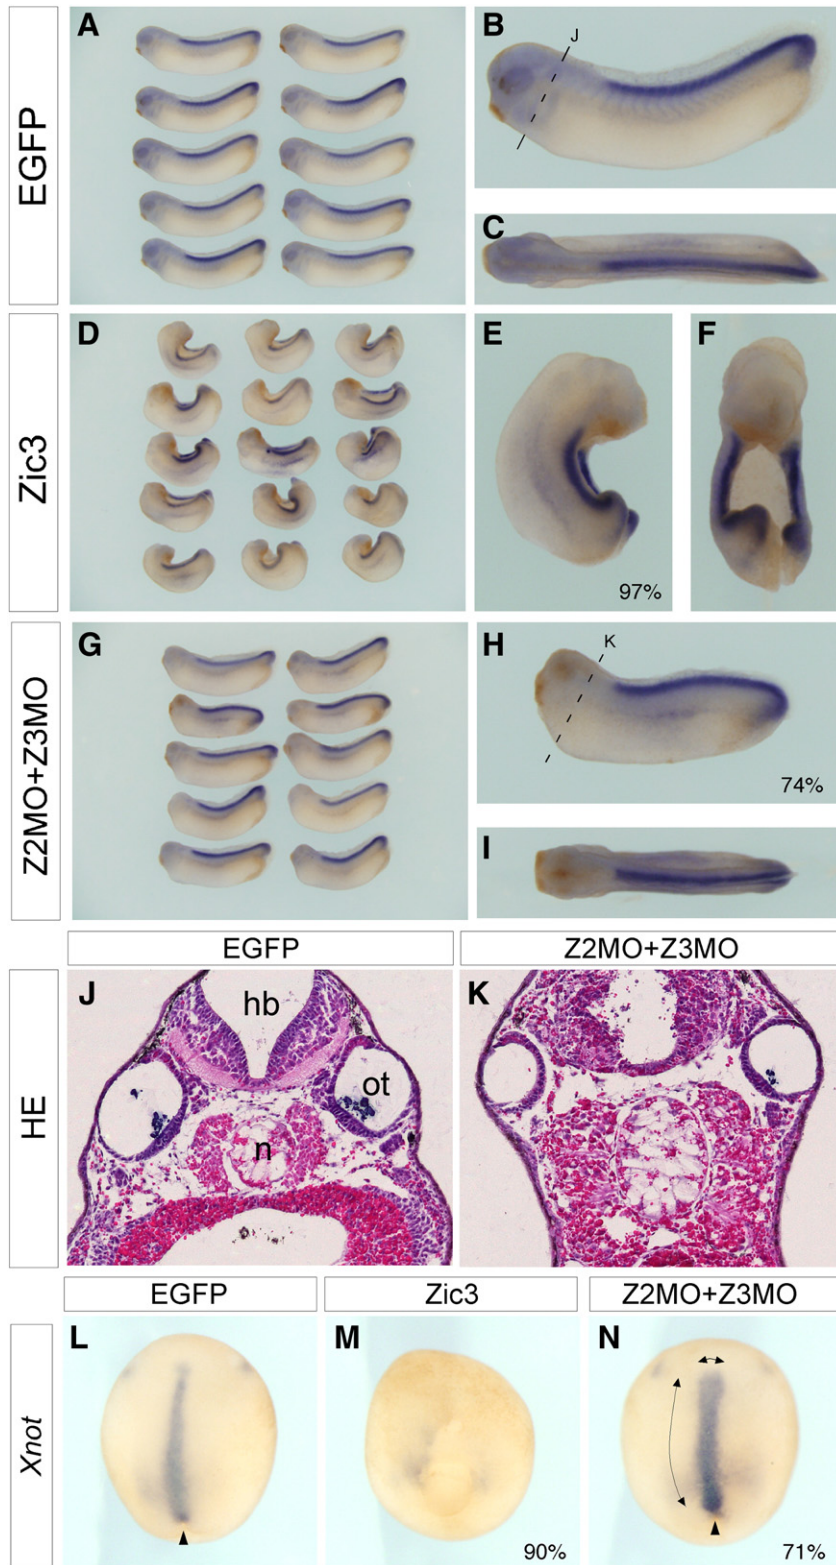 EGFP
A
B
J
C
Zic3
D
E
97%
F
Z2MO+Z3MO
G
H
K
74%
I
EGFP
Z2MO+Z3MO
HE
J
hb
ot
n
K
EGFP
Zic3
Z2MO+Z3MO
Xnot
L
M
90%
N
71%